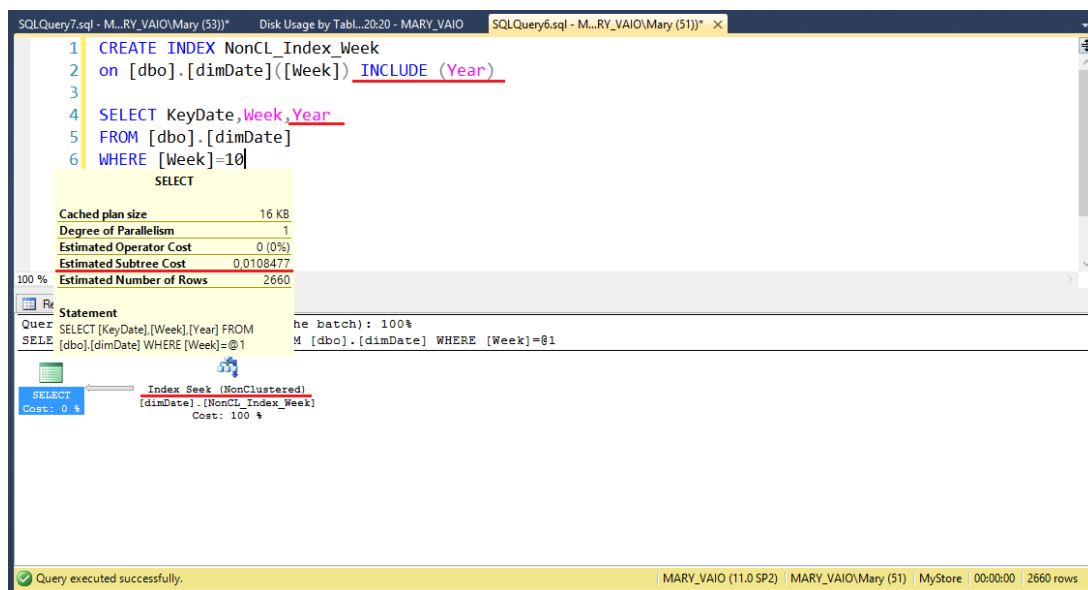 SQLQuery7.sql - M...RY_VAIO\Mary (53))* Disk Usage by Tabl...20:20 - MARY_VAIO SQLQuery6.sql - M...RY_VAIO\Mary (51))* ×
1 CREATE INDEX NonCL_Index_Week
2 on [dbo].[dimDate]([Week]) INCLUDE (Year)
3
4 SELECT KeyDate,Week,Year
5 FROM [dbo].[dimDate]
6 WHERE [Week]=10
SELECT
Cached plan size 16 KB
Degree of Parallelism 1
Estimated Operator Cost 0 (0%)
Estimated Subtree Cost 0,0108477
100 % Estimated Number of Rows 2660
Re
Statement
Quer SELECT [KeyDate],[Week],[Year] FROM he batch): 100%
SELE [dbo].[dimDate] WHERE [Week]=@1 M [dbo].[dimDate] WHERE [Week]=@1
SELECT
Cost: 0 %
Index Seek (NonClustered)
[dimDate].[NonCL_Index_Week]
Cost: 100 %
Query executed successfully. MARY_VAIO (11.0 SP2) MARY_VAIO\Mary (51) MyStore 00:00:00 2660 rows